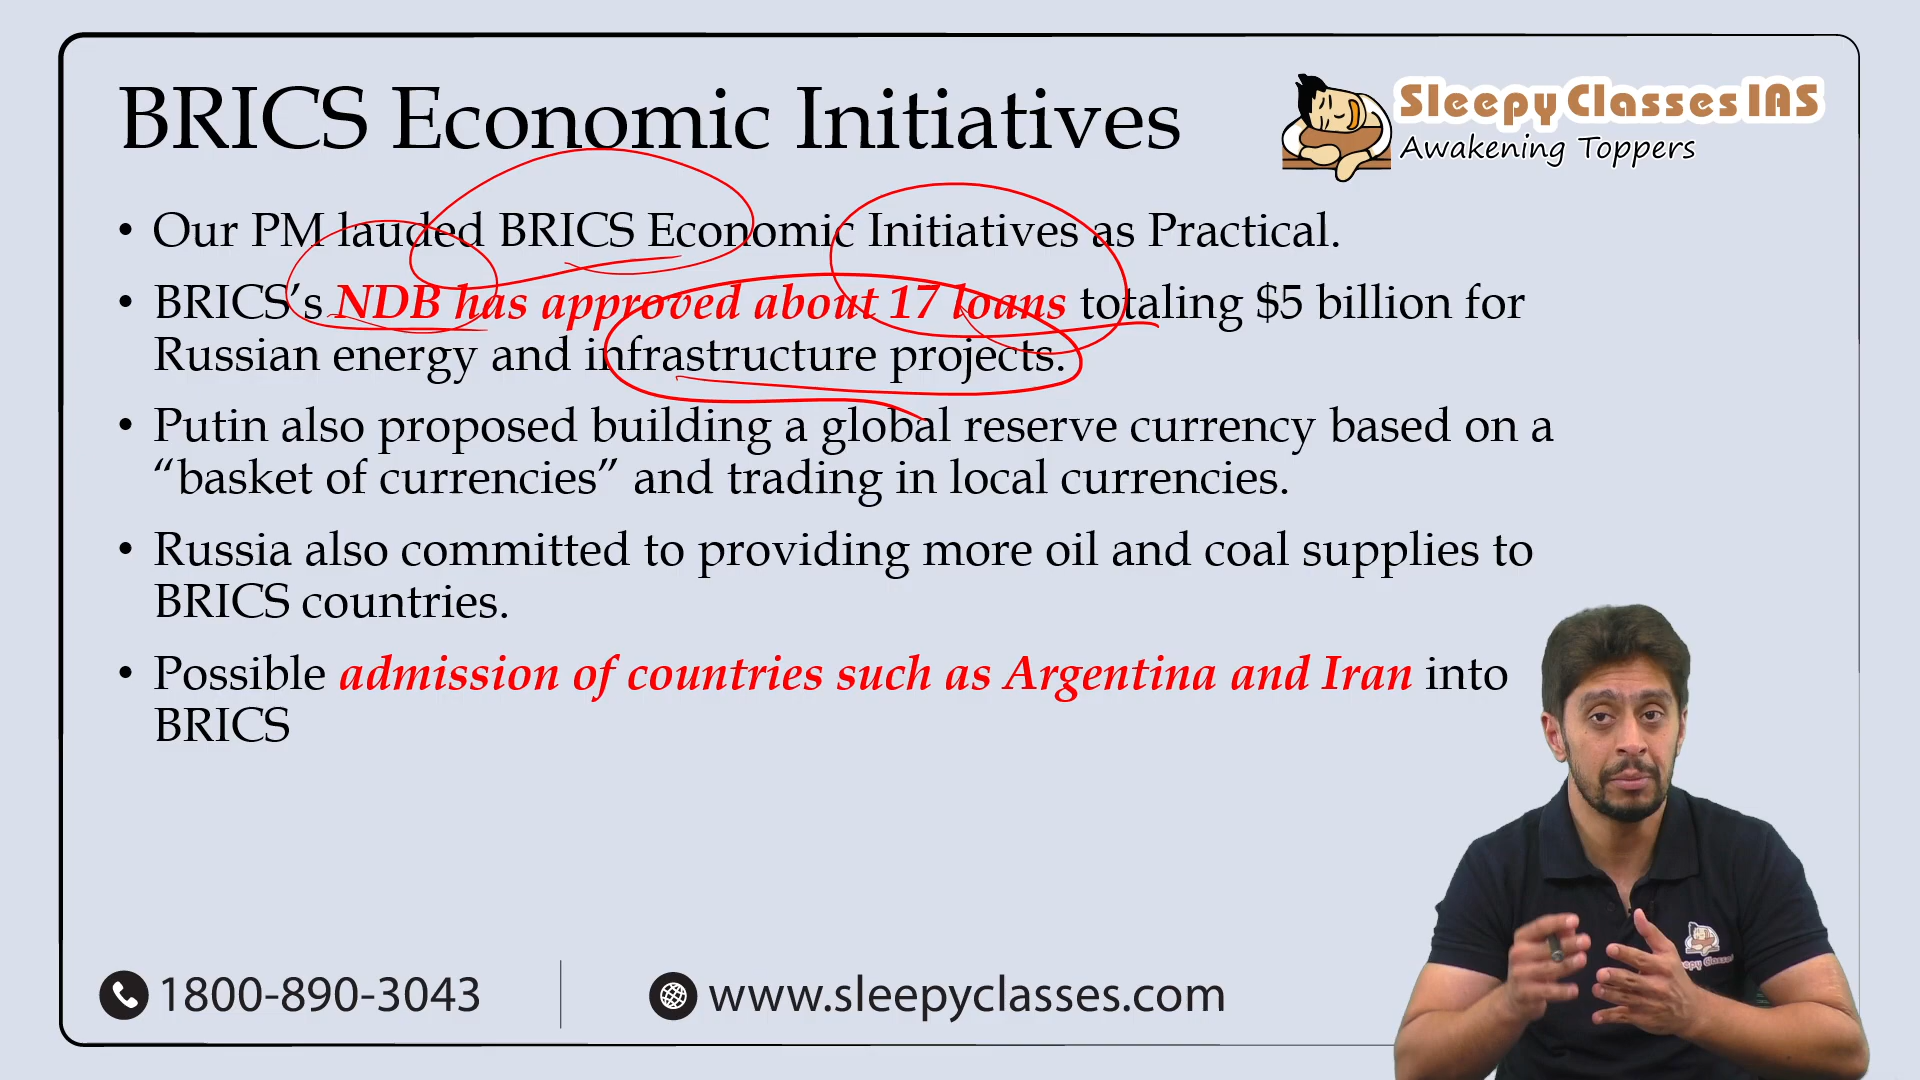 BRICS Economic Initiatives
Sleepy Classes IAS
Awakening Toppers
• Our PM lauded BRICS Economic Initiatives as Practical.
• BRICS’s NDB has approved about 17 loans totaling $5 billion for
Russian energy and infrastructure projects.
• Putin also proposed building a global reserve currency based on a
“basket of currencies” and trading in local currencies.
• Russia also committed to providing more oil and coal supplies to
BRICS countries.
• Possible admission of countries such as Argentina and Iran into
BRICS
1800-890-3043
www.sleepyclasses.com